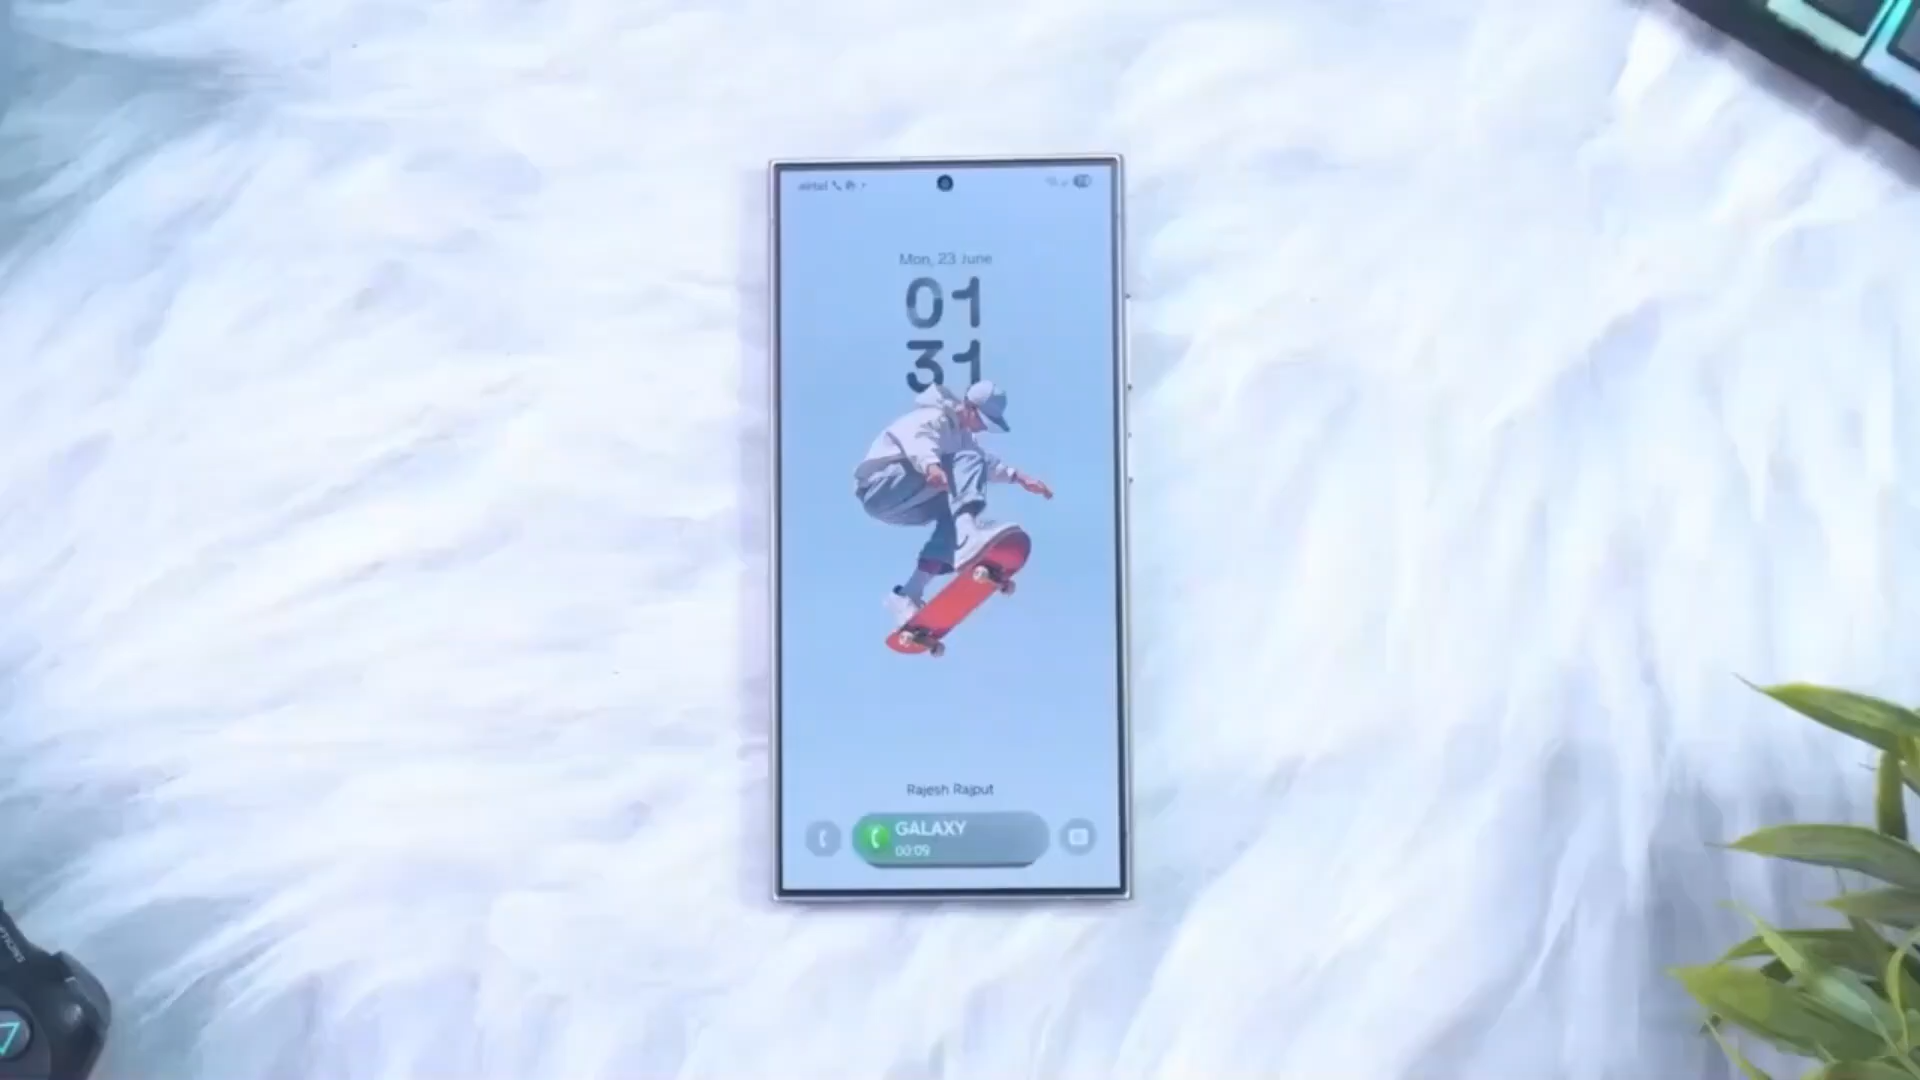 airtel
Mon, 23 June
01
31
Rajesh Rajput
GALAXY
00:09